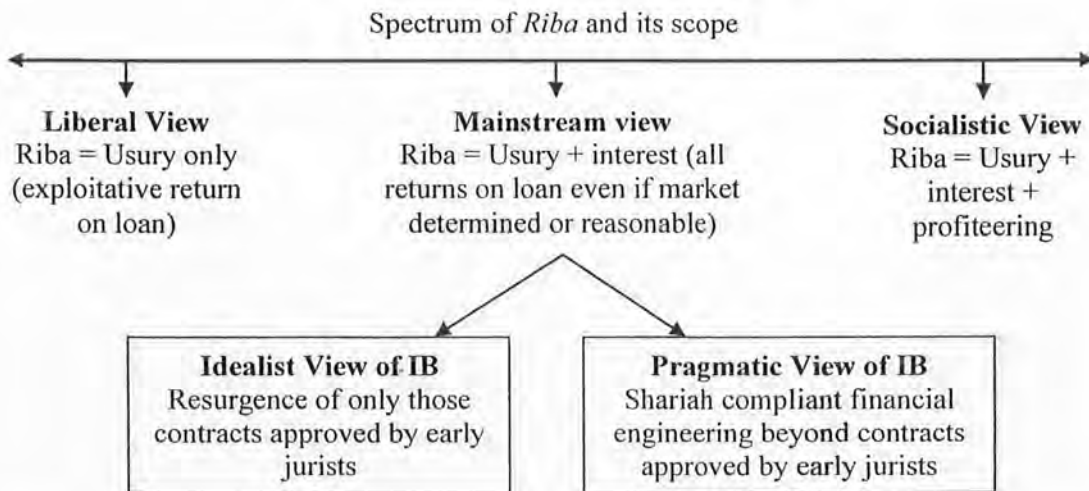 Spectrum of Riba and its scope
Liberal View
Riba = Usury only
(exploitative return
on loan)
Mainstream view
Riba = Usury + interest (all
returns on loan even if market
determined or reasonable)
Socialistic View
Riba = Usury +
interest +
profiteering
Idealist View of IB
Resurgence of only those
contracts approved by early
jurists
Pragmatic View of IB
Shariah compliant financial
engineering beyond contracts
approved by early jurists